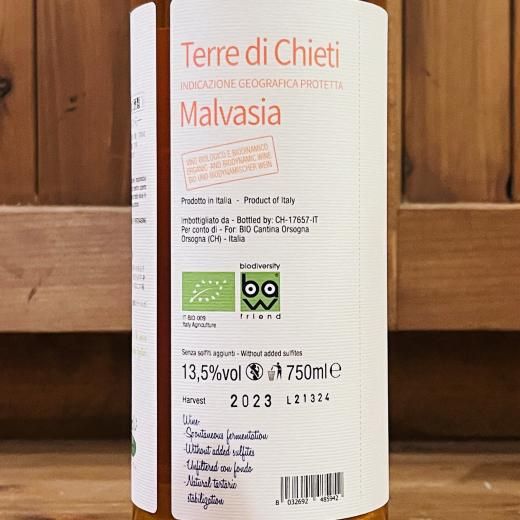 Terre di Chieti
INDICAZIONE GEOGRAFICA PROTETTA
Malvasia
VINO BIOLOGICO E BIODINAMICO
ORGANIC AND BIODYNAMIC WINE
BIO UND BIODYNAMISCHER WEIN
Prodotto in Italia - Product of Italy
Imbottigliato da - Bottled by: CH-17657-IT
Per conto di - For: BIO Cantina Orsogna
Orsogna (CH) - Italia
biodiversity
baw
friend
IT BIO 009
Italy Agriculture
Senza solfiti aggiunti - Without added sulfites
13,5%vol 750ml℮
Harvest 2023 L21324
Wine:
-Spontaneous fermentation
-Without added sulfites
-Unfiltered con fondo
-Natural tartaric
stabilization
8 032692 485942